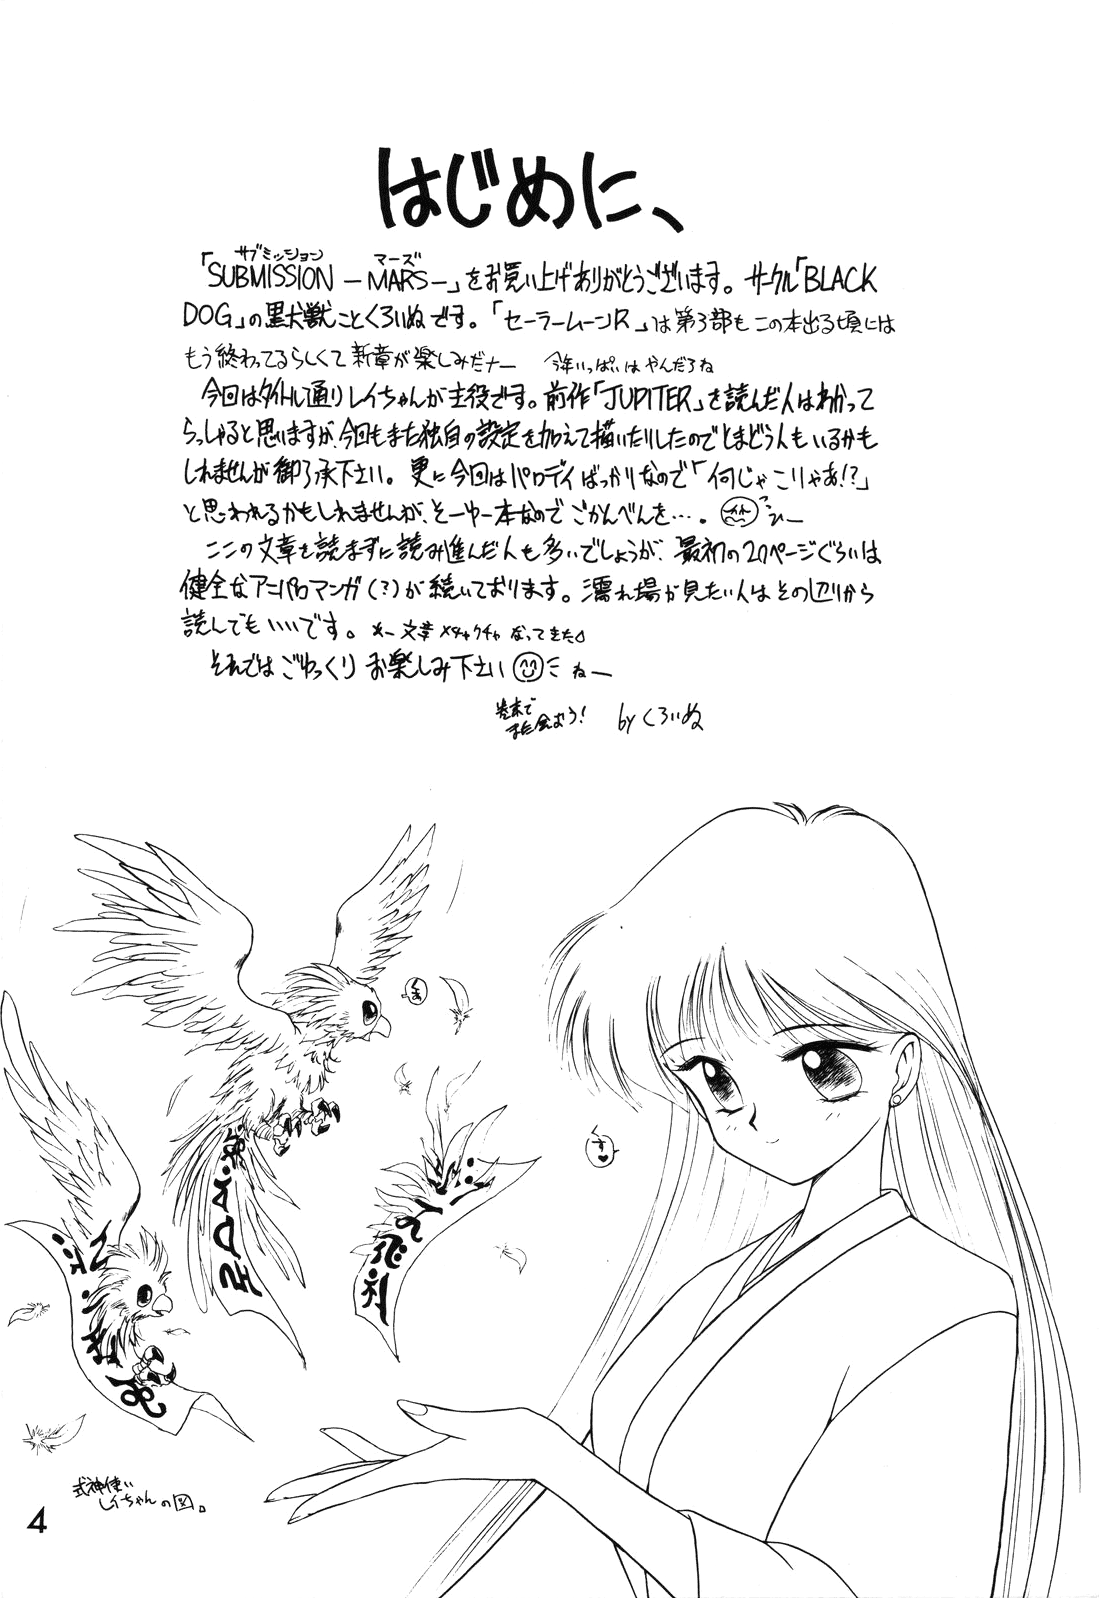 はじめに、
サブミッション　マーズ
「SUBMISSION－MARS－」をお買い上げありがとうございます。サークル「BLACK
DOG」の黒犬獣ことくろいぬです。「セーラームーンR」は第3部もこの本出る頃には
もう終わってるらしくて新章が楽しみだナー　今年いっぱいはやんだろね
今回はタイトル通りレイちゃんが主役です。前作「JUPITER」を読んだ人はわかって
らっしゃると思いますが、今回もまた独自の設定を加えて描いたりしたのでとまどう人もいるかも
しれませんが御了承下さい。更に今回はパロディばっかりなので「何じゃこりゃあ!?」
と思われるかもしれませんが、そーゆー本なのでごかんべんを…。
ひー
ここの文章を読まずに読み進んだ人も多いでしょうが、最初の20ページぐらいは
健全なアニパロマンガ(?)が続いております。濡れ場が見たい人はその辺りから
読んでもいいです。あー文章メチャクチャなってきた
それではごゆっくりお楽しみ下さい　ねー
巻末で
また会おう!
by くろいぬ
くあ
す♥
式神使い
レイちゃんの図。
4